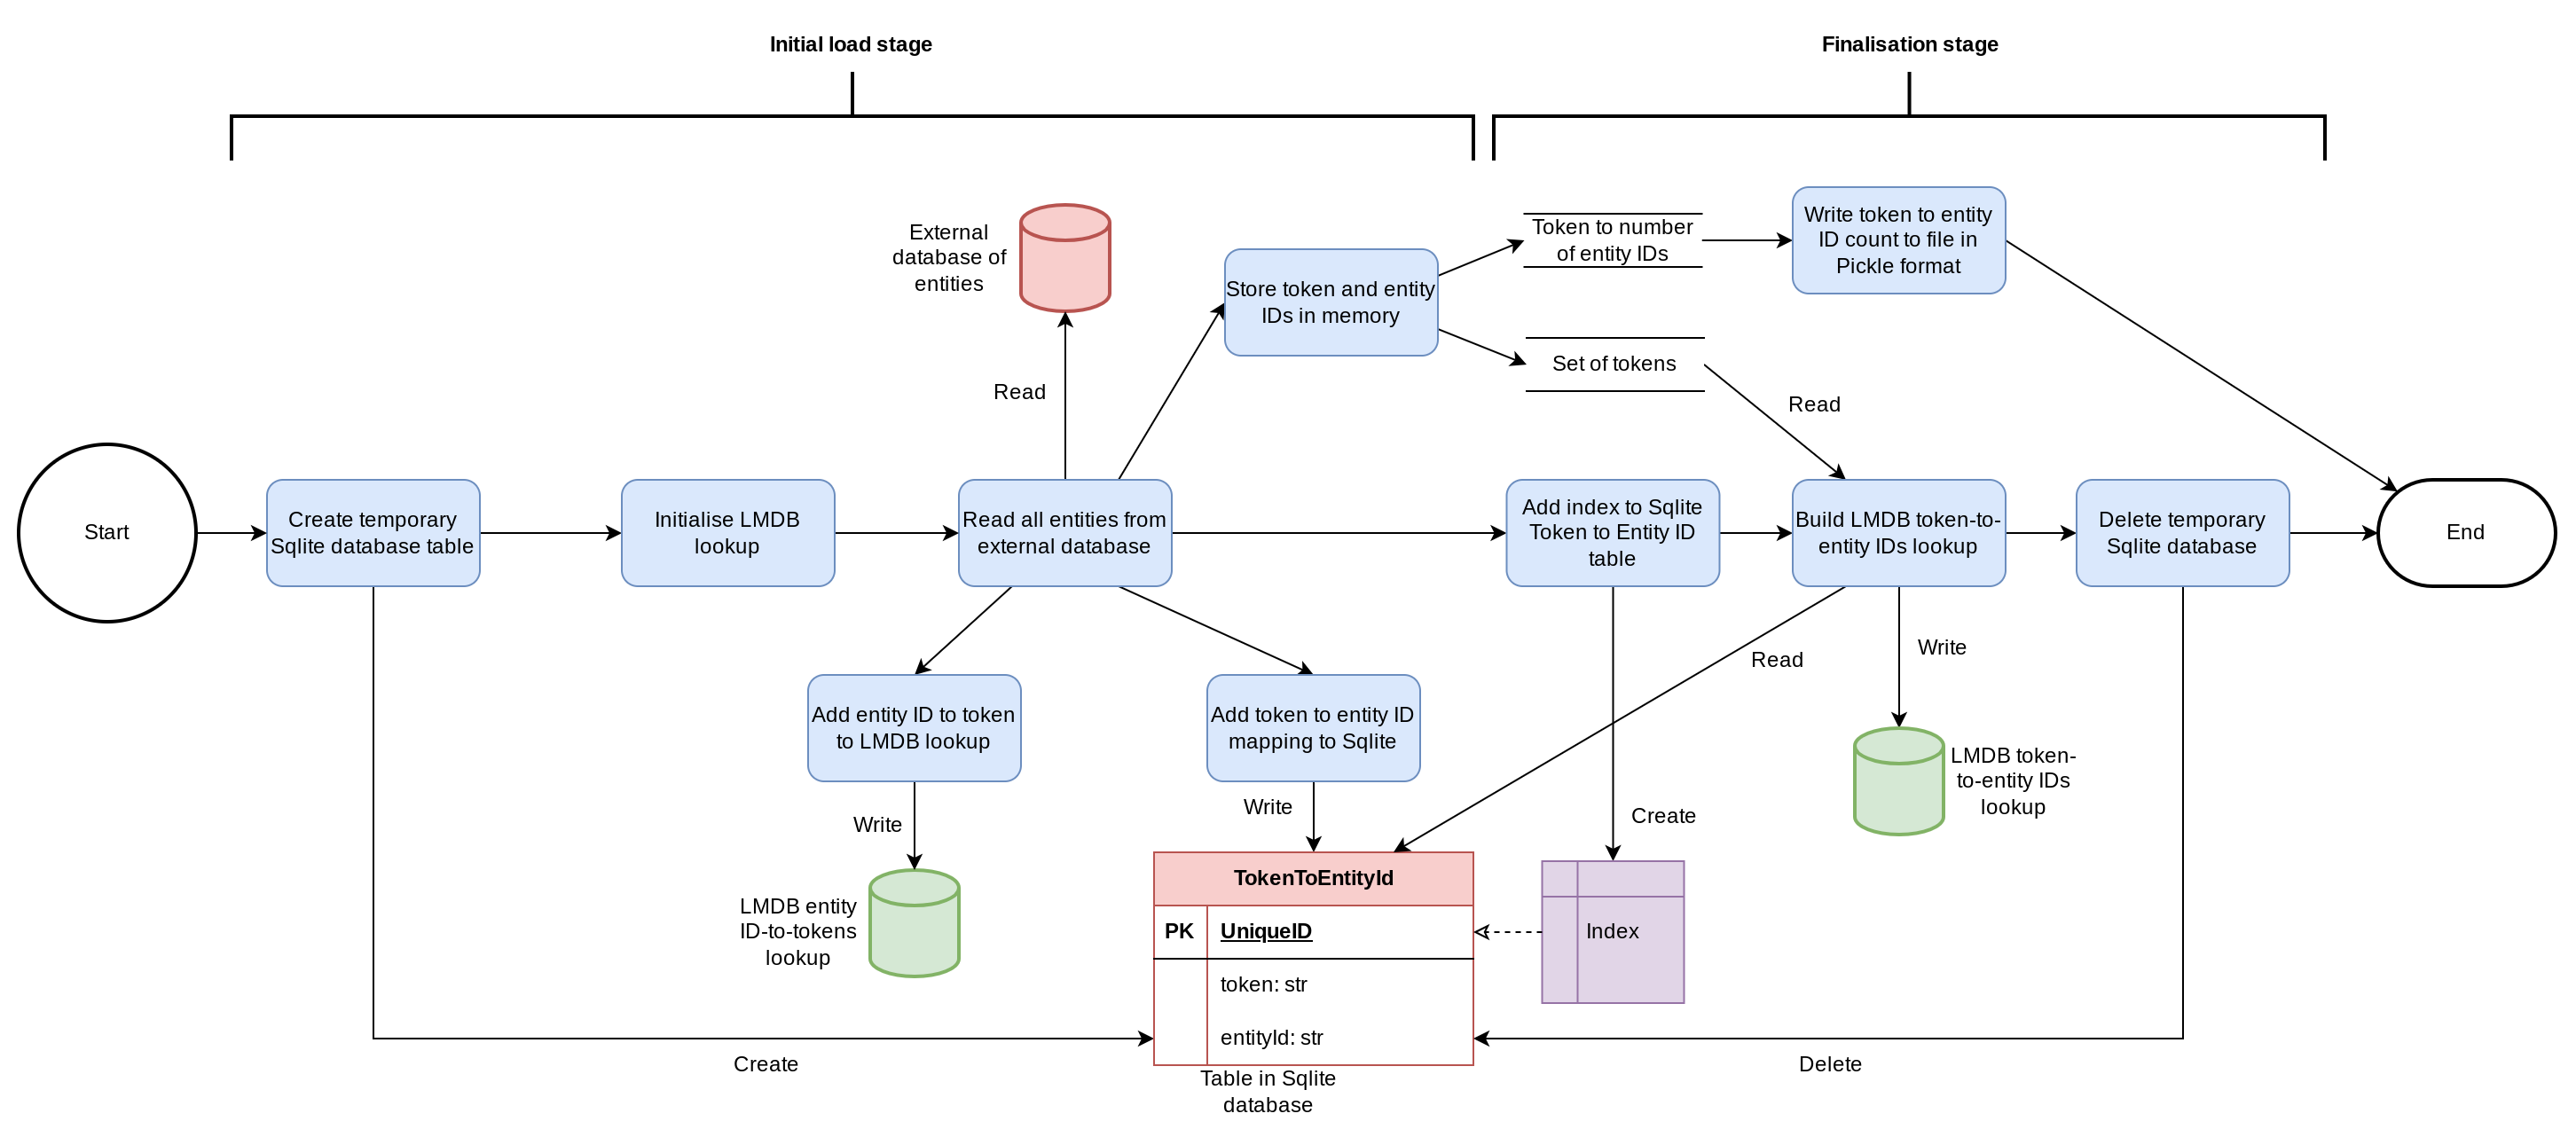 Initial load stage
Finalisation stage
External
database of
entities
Read
Store token and entity
IDs in memory
Token to number
of entity IDs
Write token to entity
ID count to file in
Pickle format
Set of tokens
Read
Start
Create temporary
Sqlite database table
Initialise LMDB
lookup
Read all entities from
external database
Add index to Sqlite
Token to Entity ID
table
Build LMDB token-to-
entity IDs lookup
Delete temporary
Sqlite database
End
Add entity ID to token
to LMDB lookup
Add token to entity ID
mapping to Sqlite
Read
Write
LMDB token-
to-entity IDs
lookup
Write
Write
Create
LMDB entity
ID-to-tokens
lookup
TokenToEntityId
PK
UniqueID
token: str
entityId: str
Index
Create
Delete
Table in Sqlite
database